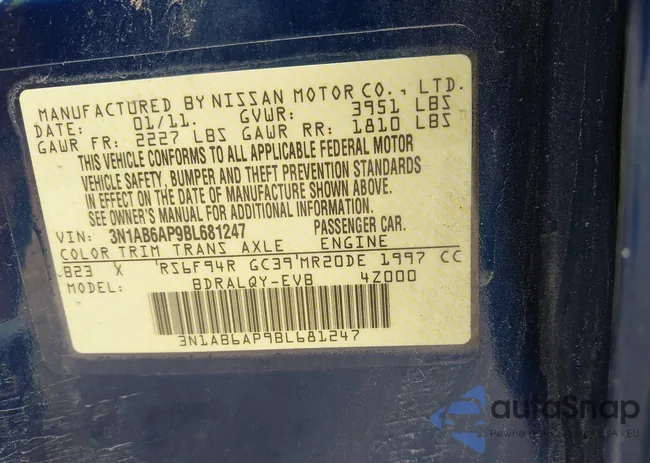 MANUFACTURED BY NISSAN MOTOR CO., LTD.
DATE: 01/11. GVWR: 3951 LBS
GAWR FR: 2227 LBS GAWR RR: 1810 LBS
THIS VEHICLE CONFORMS TO ALL APPLICABLE FEDERAL MOTOR
VEHICLE SAFETY, BUMPER AND THEFT PREVENTION STANDARDS
IN EFFECT ON THE DATE OF MANUFACTURE SHOWN ABOVE.
SEE OWNER'S MANUAL FOR ADDITIONAL INFORMATION.
VIN: 3N1AB6AP9BL681247 PASSENGER CAR.
COLOR TRIM TRANS AXLE ENGINE
B23 X RS6F94R GC39 MR20DE 1997 CC
MODEL: BDRALQY-EVB 4Z000
3N1AB6AP9BL681247
autoSnap
Pewne
EU